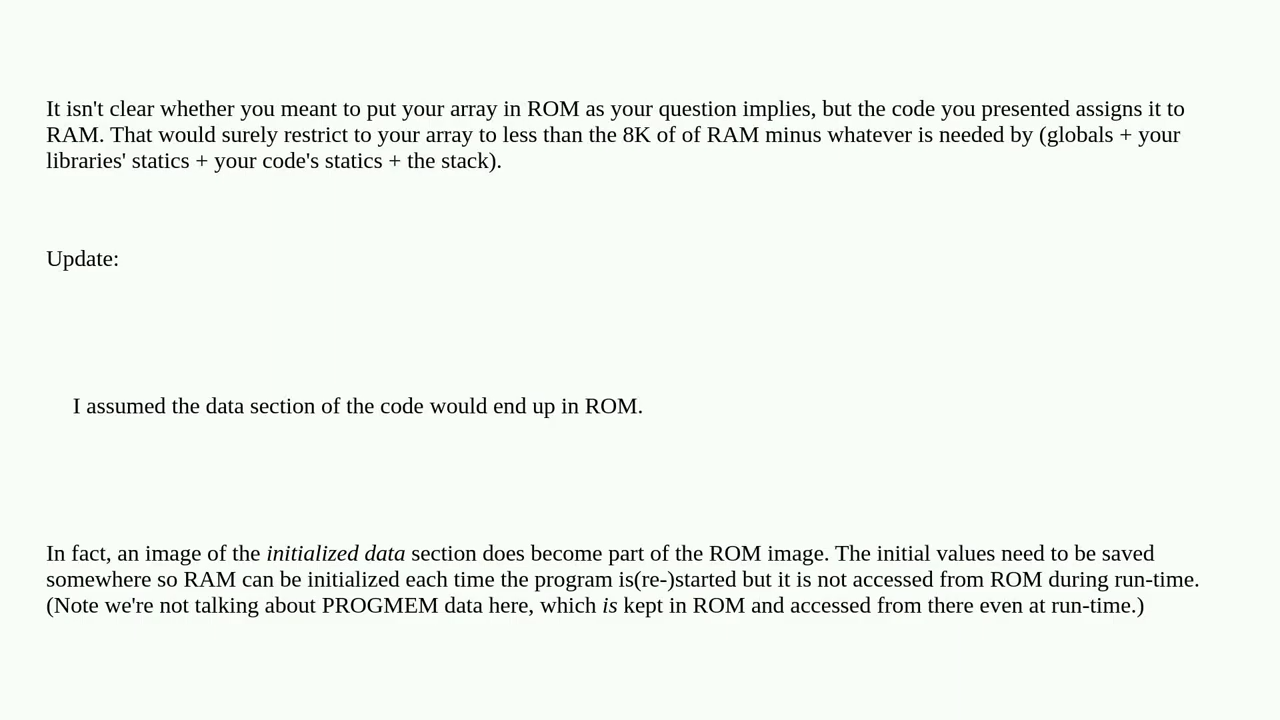 It isn't clear whether you meant to put your array in ROM as your question implies, but the code you presented assigns it to
RAM. That would surely restrict to your array to less than the 8K of of RAM minus whatever is needed by (globals + your
libraries' statics + your code's statics + the stack).
Update:
I assumed the data section of the code would end up in ROM.
In fact, an image of the initialized data section does become part of the ROM image. The initial values need to be saved
somewhere so RAM can be initialized each time the program is(re-)started but it is not accessed from ROM during run-time.
(Note we're not talking about PROGMEM data here, which is kept in ROM and accessed from there even at run-time.)